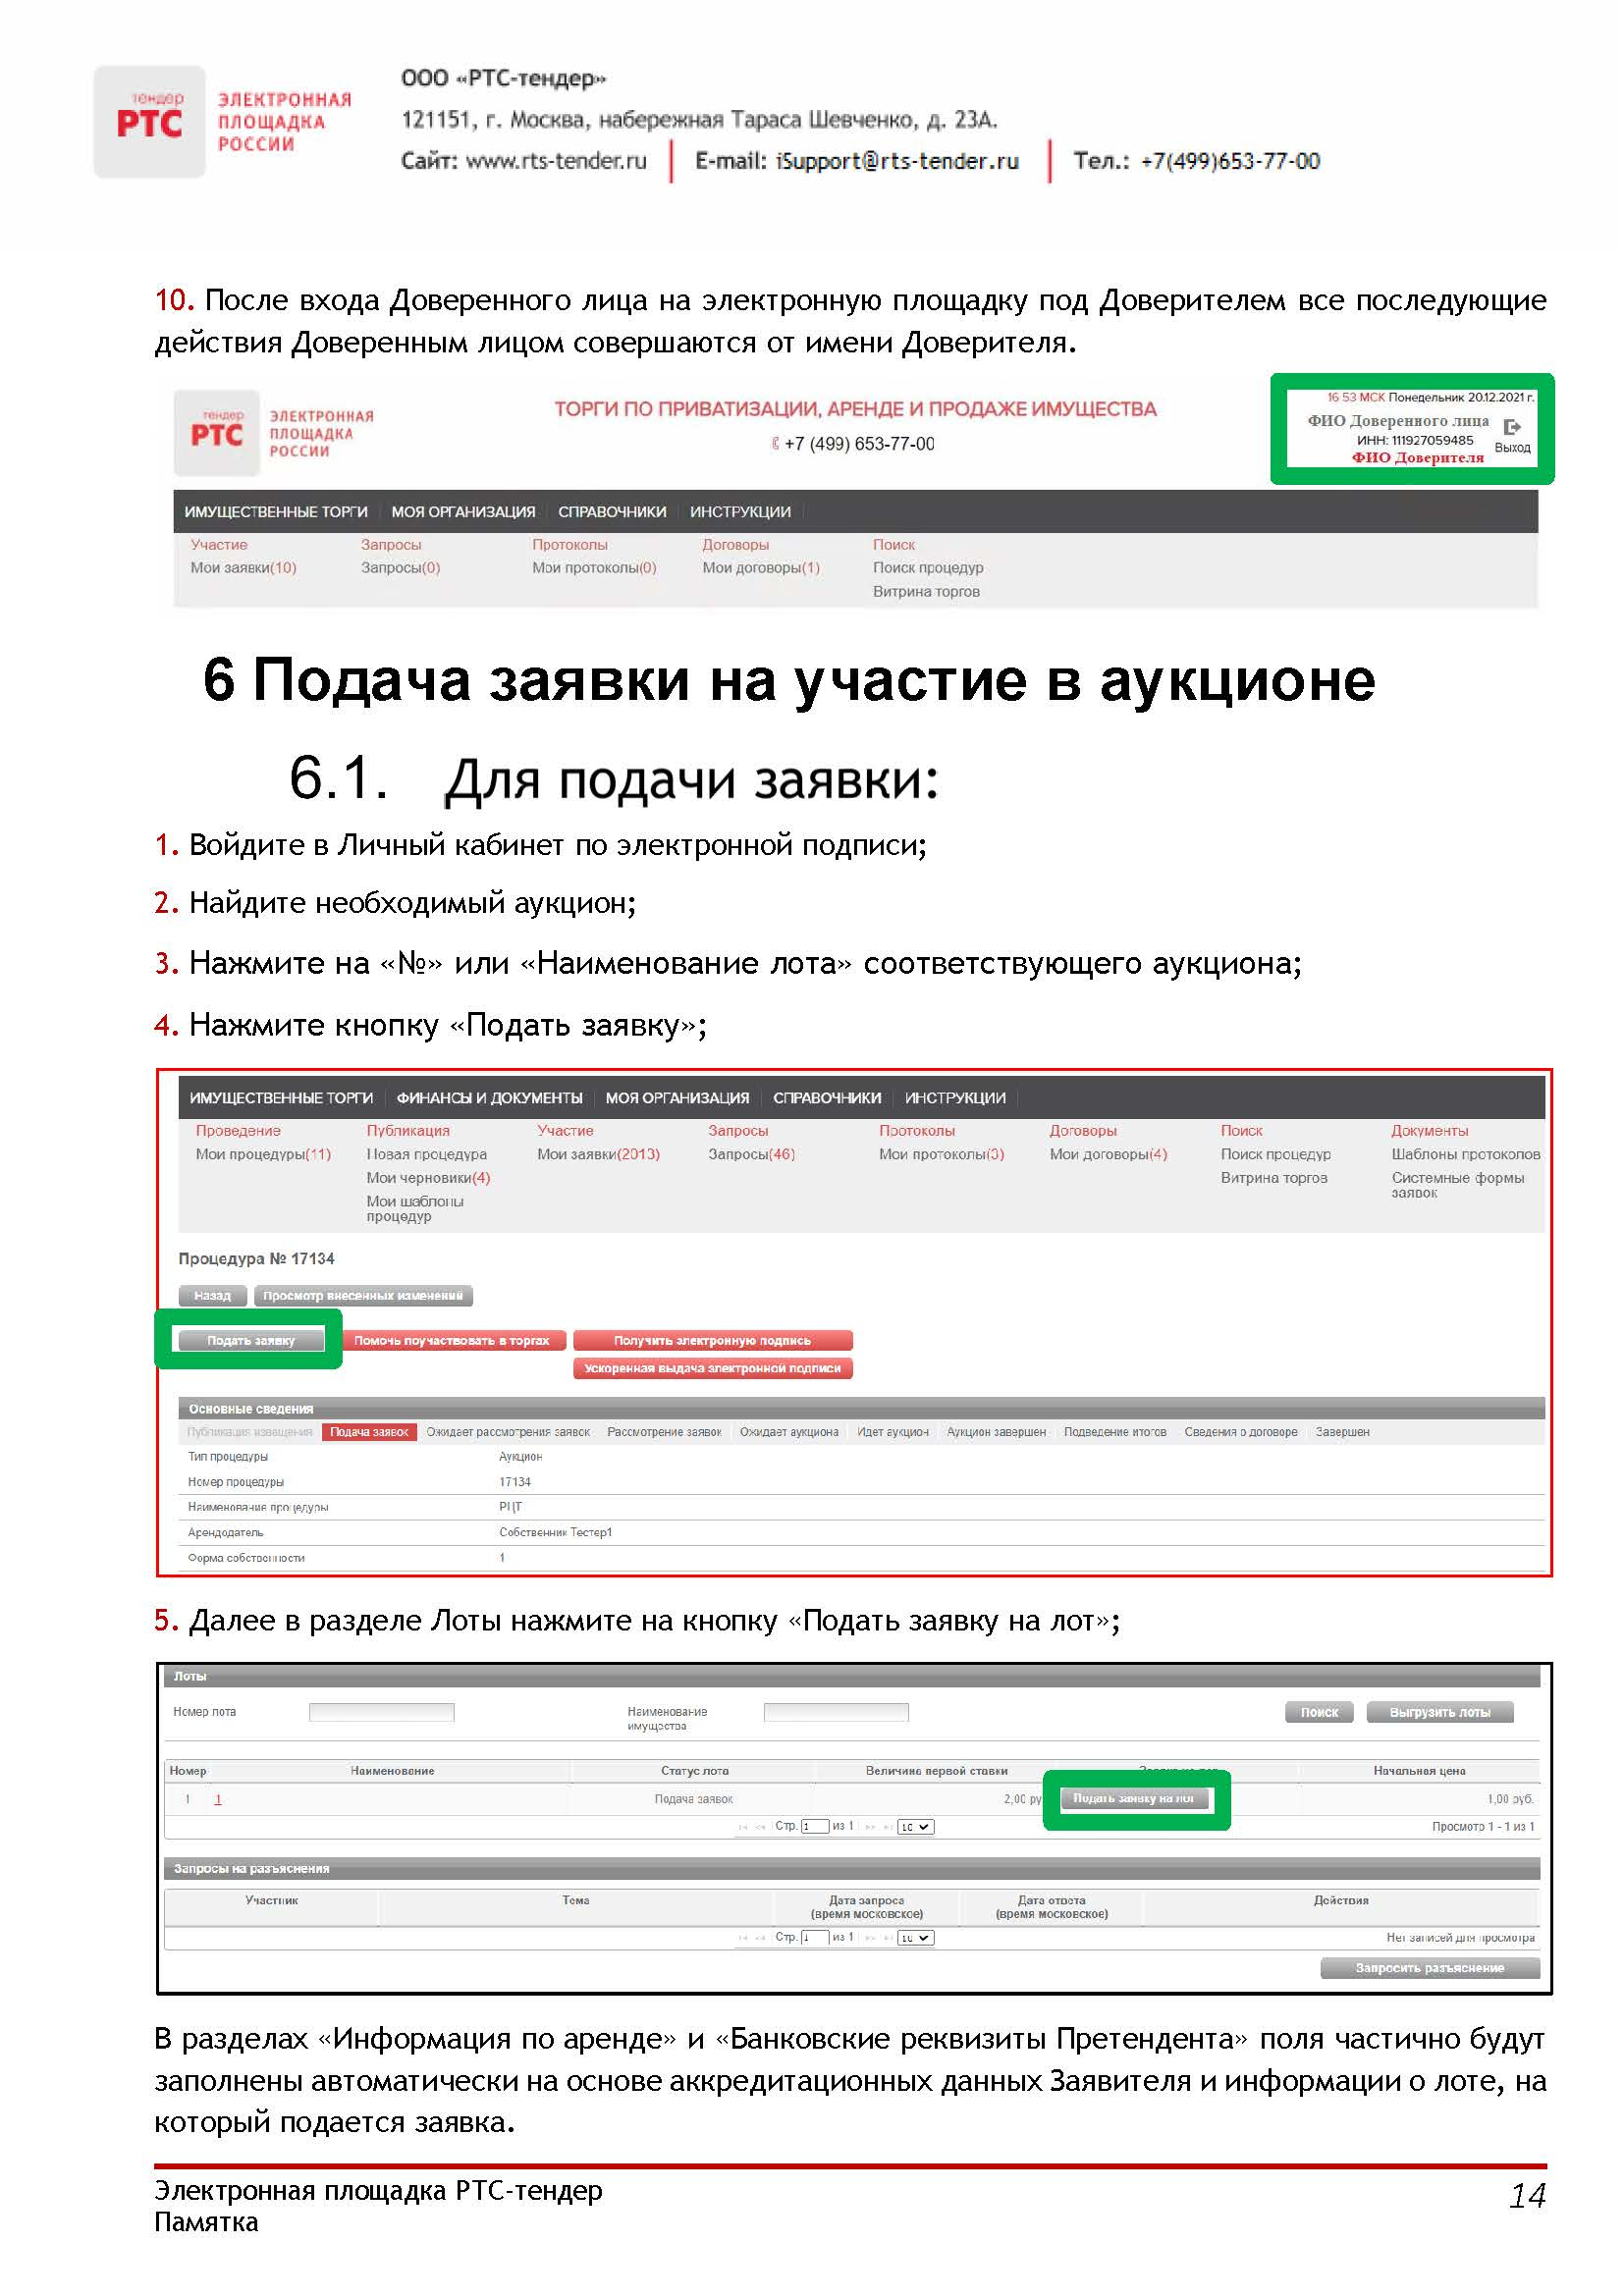 тендер
РТС
ЭЛЕКТРОННАЯ
ПЛОЩАДКА
РОССИИ
ООО «РТС-тендер»
121151, г. Москва, набережная Тараса Шевченко, д. 23А.
Сайт: www.rts-tender.ru E-mail: iSupport@rts-tender.ru Тел.: +7(499)653-77-00
10. После входа Доверенного лица на электронную площадку под Доверителем все последующие
действия Доверенным лицом совершаются от имени Доверителя.
тендер
РТС
ЭЛЕКТРОННАЯ
ПЛОЩАДКА
РОССИИ
ТОРГИ ПО ПРИВАТИЗАЦИИ, АРЕНДЕ И ПРОДАЖЕ ИМУЩЕСТВА
+7 (499) 653-77-00
16 53 МСК Понедельник 20.12.2021 г.
ФИО Доверенного лица
ИНН: 111927059485
ФИО Доверителя
Выход
ИМУЩЕСТВЕННЫЕ ТОРГИ МОЯ ОРГАНИЗАЦИЯ СПРАВОЧНИКИ ИНСТРУКЦИИ
Участие Запросы Протоколы Договоры Поиск
Мои заявки(10) Запросы(0) Мои протоколы(0) Мои договоры(1) Поиск процедур
Витрина торгов
6 Подача заявки на участие в аукционе
6.1. Для подачи заявки:
1. Войдите в Личный кабинет по электронной подписи;
2. Найдите необходимый аукцион;
3. Нажмите на «№» или «Наименование лота» соответствующего аукциона;
4. Нажмите кнопку «Подать заявку»;
ИМУЩЕСТВЕННЫЕ ТОРГИ ФИНАНСЫ И ДОКУМЕНТЫ МОЯ ОРГАНИЗАЦИЯ СПРАВОЧНИКИ ИНСТРУКЦИИ
Проведение Публикация Участие Запросы Протоколы Договоры Поиск Документы
Мои процедуры(11) Новая процедура Мои заявки(2013) Запросы(46) Мои протоколы(3) Мои договоры(4) Поиск процедур Шаблоны протоколов
Мои черновики(4) Витрина торгов Системные формы
заявок
Мои шаблоны
процедур
Процедура № 17134
Назад Просмотр внесенных изменений
Подать заявку Помочь поучаствовать в торгах Получить электронную подпись
Ускоренная выдача электронной подписи
Основные сведения
Публикация извещения Подача заявок Ожидает рассмотрения заявок Рассмотрение заявок Ожидает аукциона Идет аукцион Аукцион завершен Подведение итогов Сведения о договоре Завершен
Тип процедуры Аукцион
Номер процедуры 17134
Наименование процедуры РЦТ
Арендодатель Собственник Тестер1
Форма собственности 1
5. Далее в разделе Лоты нажмите на кнопку «Подать заявку на лот»;
Лоты
Номер лота Наименование
имущества
Поиск Выгрузить лоты
Номер Наименование Статус лота Величина первой ставки Начальная цена
1 1 Подача заявок 2,00 ру Подать заявку на лот 1,00 руб.
Стр. 1 из 1 10 Просмотр 1 - 1 из 1
Запросы на разъяснения
Участник Тема Дата запроса
(время московское) Дата ответа
(время московское) Действия
Стр. 1 из 1 10 Нет записей для просмотра
Запросить разъяснение
В разделах «Информация по аренде» и «Банковские реквизиты Претендента» поля частично будут
заполнены автоматически на основе аккредитационных данных Заявителя и информации о лоте, на
который подается заявка.
Электронная площадка РТС-тендер
Памятка
14